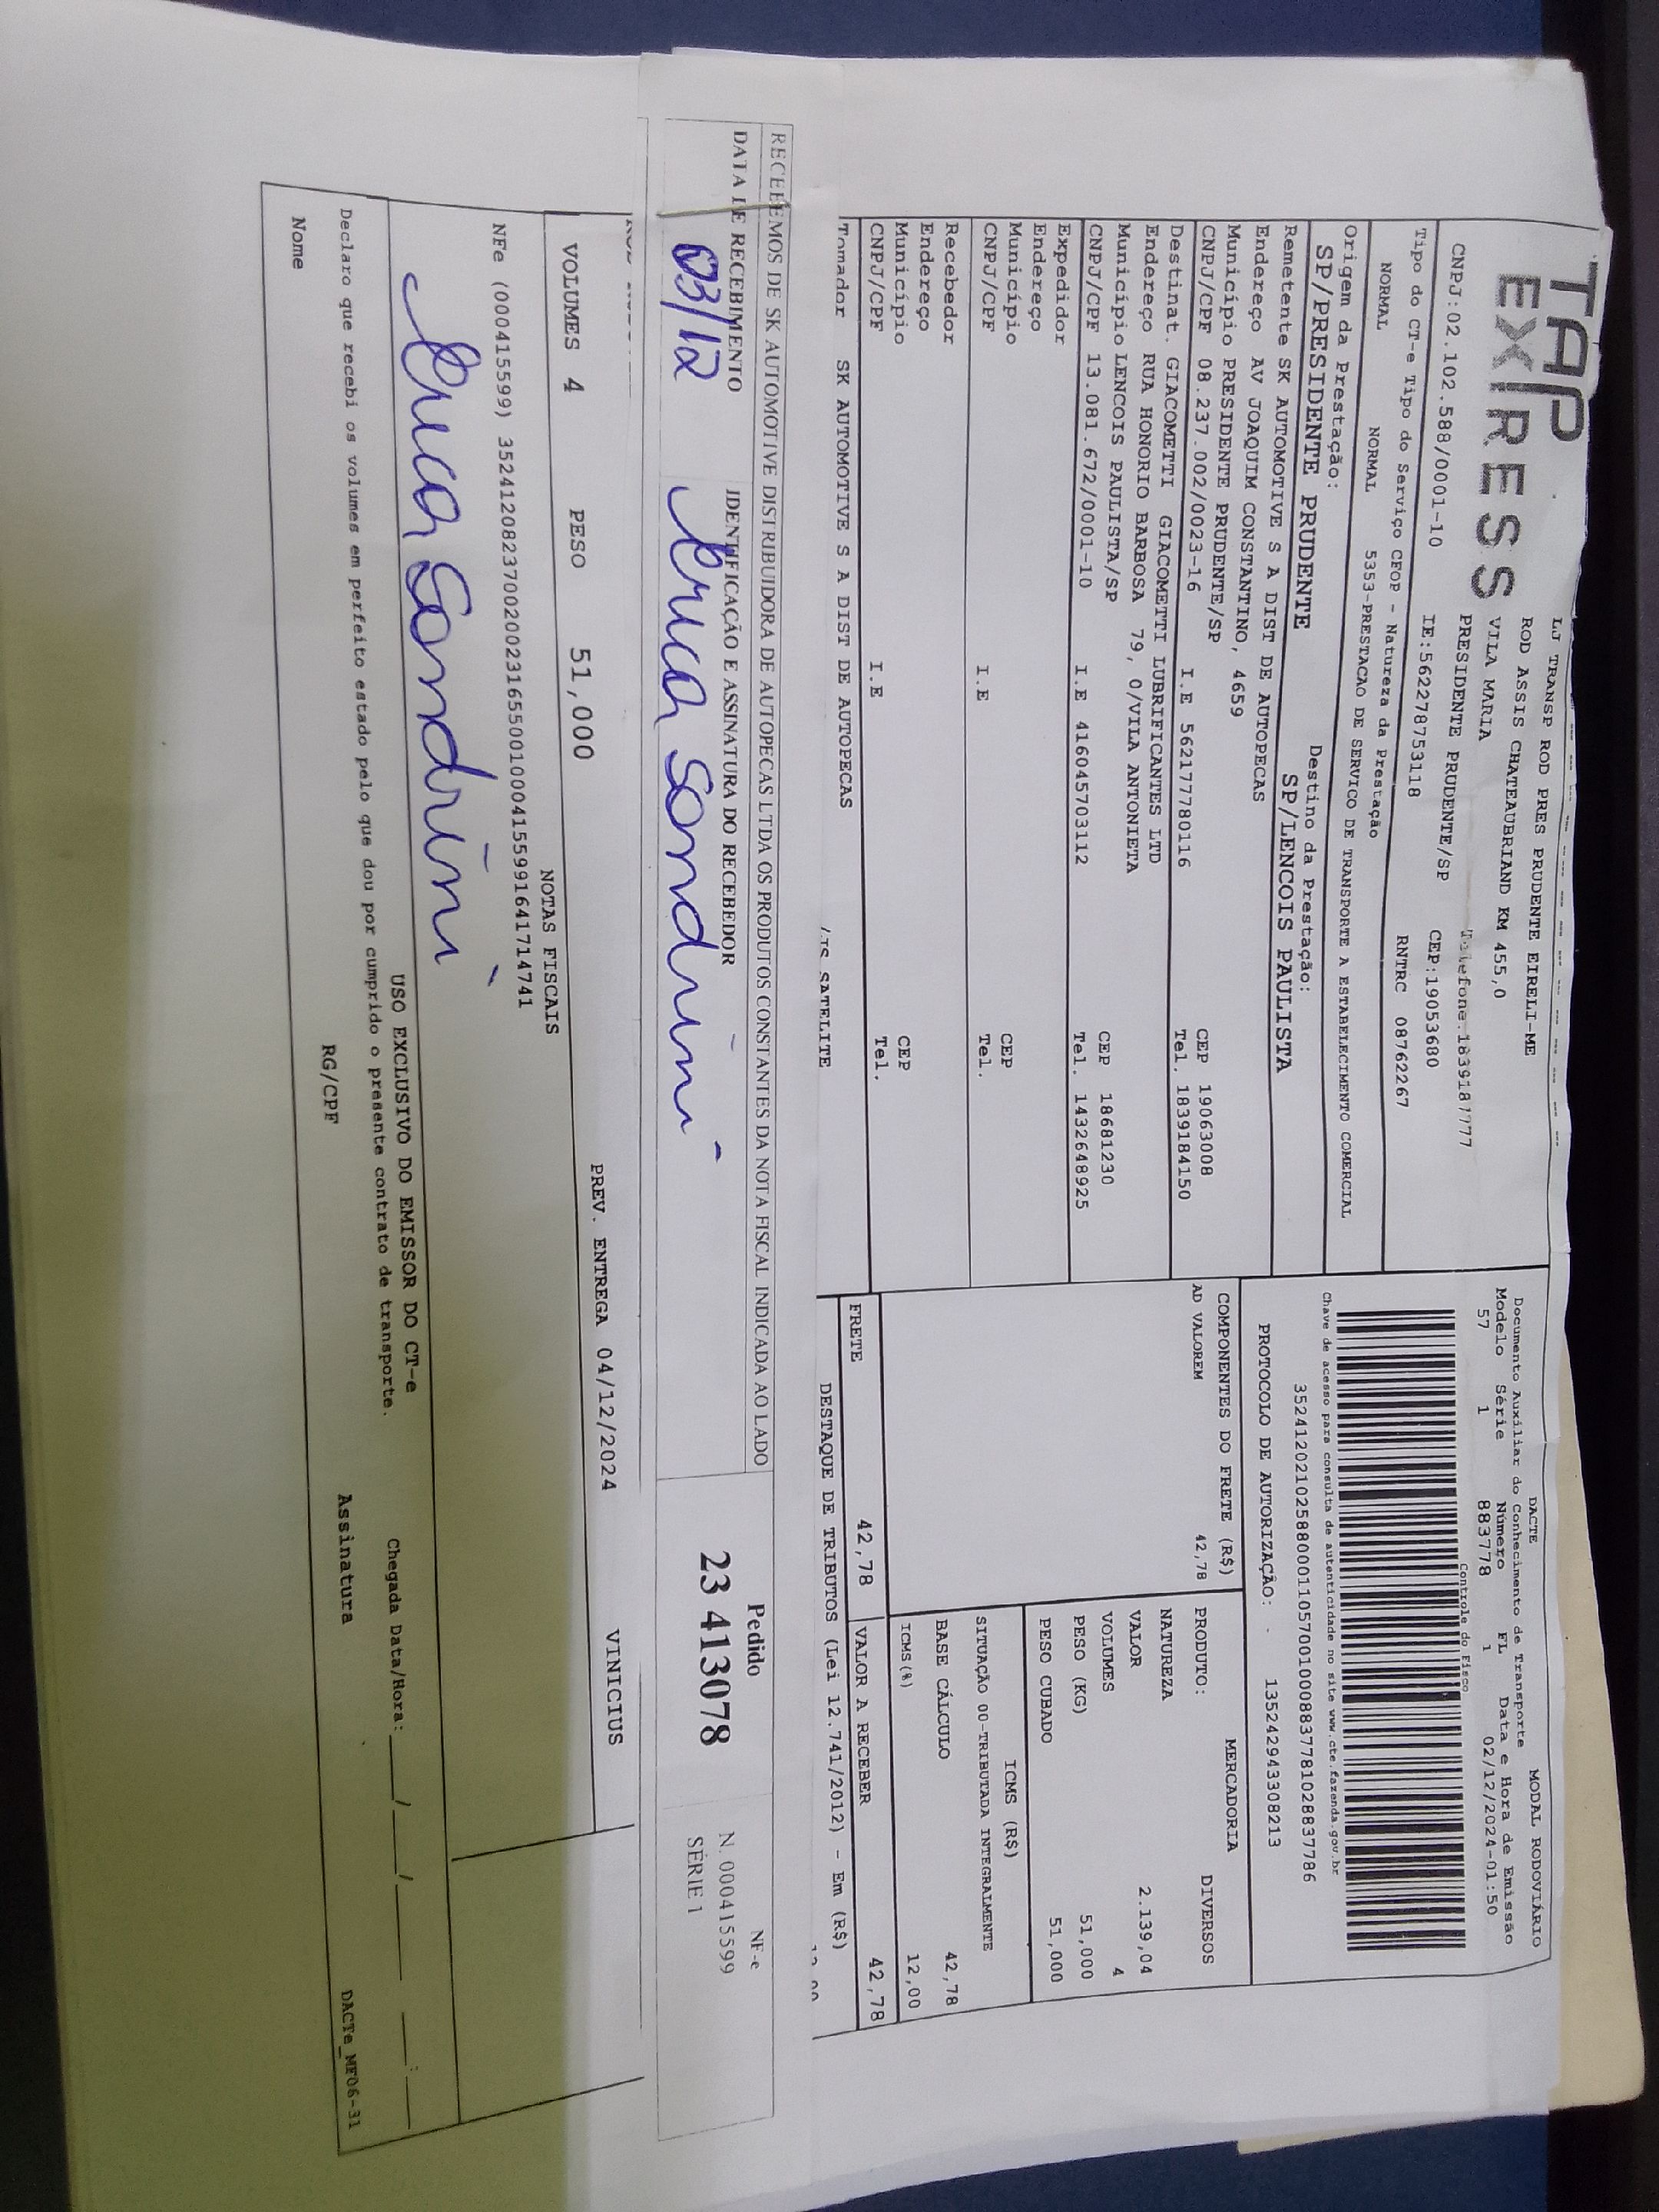 TAP
EXPRESS
LJ TRANSP ROD PRES PRUDENTE EIRELI-ME
ROD ASSIS CHATEAUBRIAND KM 455,0
VILA MARIA
PRESIDENTE PRUDENTE/SP
CNPJ:02.102.588/0001-10
IE:562278753118
CEP:19053680
RNTRC 08762267
Tipo do CT-e Tipo do Serviço CFOP - Natureza da Prestação
NORMAL NORMAL 5353-PRESTACAO DE SERVICO DE TRANSPORTE A ESTABELECIMENTO COMERCIAL
Origem da Prestação: Destino da Prestação:
SP/PRESIDENTE PRUDENTE SP/LENCOIS PAULISTA
Remetente SK AUTOMOTIVE S A DIST DE AUTOPECAS
Endereço AV JOAQUIM CONSTANTINO, 4659
Município PRESIDENTE PRUDENTE/SP CEP 19063008
CNPJ/CPF 08.237.002/0023-16 I.E 562177780116 Tel. 1839184150
Destinat. GIACOMETTI GIACOMETTI LUBRIFICANTES LTD
Endereço RUA HONORIO BARBOSA 79, 0/VILA ANTONIETA
Município LENCOIS PAULISTA/SP CEP 18681230
CNPJ/CPF 13.081.672/0001-10 I.E 416045703112 Tel. 1432648925
Expedidor
Endereço
Município CEP
CNPJ/CPF I.E Tel.
Recebedor
Endereço
Município CEP
CNPJ/CPF I.E Tel.
Tomador SK AUTOMOTIVE S A DIST DE AUTOPECAS
SATELITE
DACTE MODAL RODOVIÁRIO
Documento Auxiliar do Conhecimento de Transporte
Modelo Série Número FL Data e Hora de Emissão
57 1 883778 1 02/12/2024-01:50
Controle do Fisco
Chave de acesso para consulta de autenticidade no site www.cte.fazenda.gov.br
35241202102588000110570010008837781028837786
PROTOCOLO DE AUTORIZAÇÃO: - 135242943308213
COMPONENTES DO FRETE (R$)
AD VALOREM 42,78
MERCADORIA
PRODUTO: DIVERSOS
NATUREZA
VALOR 2.139,04
VOLUMES 4
PESO (KG) 51,000
PESO CUBADO 51,000
ICMS (R$)
SITUAÇÃO 00-TRIBUTADA INTEGRALMENTE
BASE CÁLCULO 42,78
ICMS(%) 12,00
FRETE 42,78
VALOR A RECEBER 42,78
DESTAQUE DE TRIBUTOS (Lei 12.741/2012) - Em (R$)
RECEBEMOS DE SK AUTOMOTIVE DISTRIBUIDORA DE AUTOPECAS LTDA OS PRODUTOS CONSTANTES DA NOTA FISCAL INDICADA AO LADO
DATA DE RECEBIMENTO IDENTIFICAÇÃO E ASSINATURA DO RECEBEDOR
03/12
Pedido
23 413078
NF-e
N. 000415599
SÉRIE 1
VINICIUS
VOLUMES 4 PESO 51,000 PREV. ENTREGA 04/12/2024
NOTAS FISCAIS
NFe (000415599) 35241208237002002316550010004155991641714741
USO EXCLUSIVO DO EMISSOR DO CT-e
Declaro que recebi os volumes em perfeito estado pelo que dou por cumprido o presente contrato de transporte.
Chegada Data/Hora: ___/___/____ ___:___
Nome RG/CPF Assinatura
DACTe_MF06-31